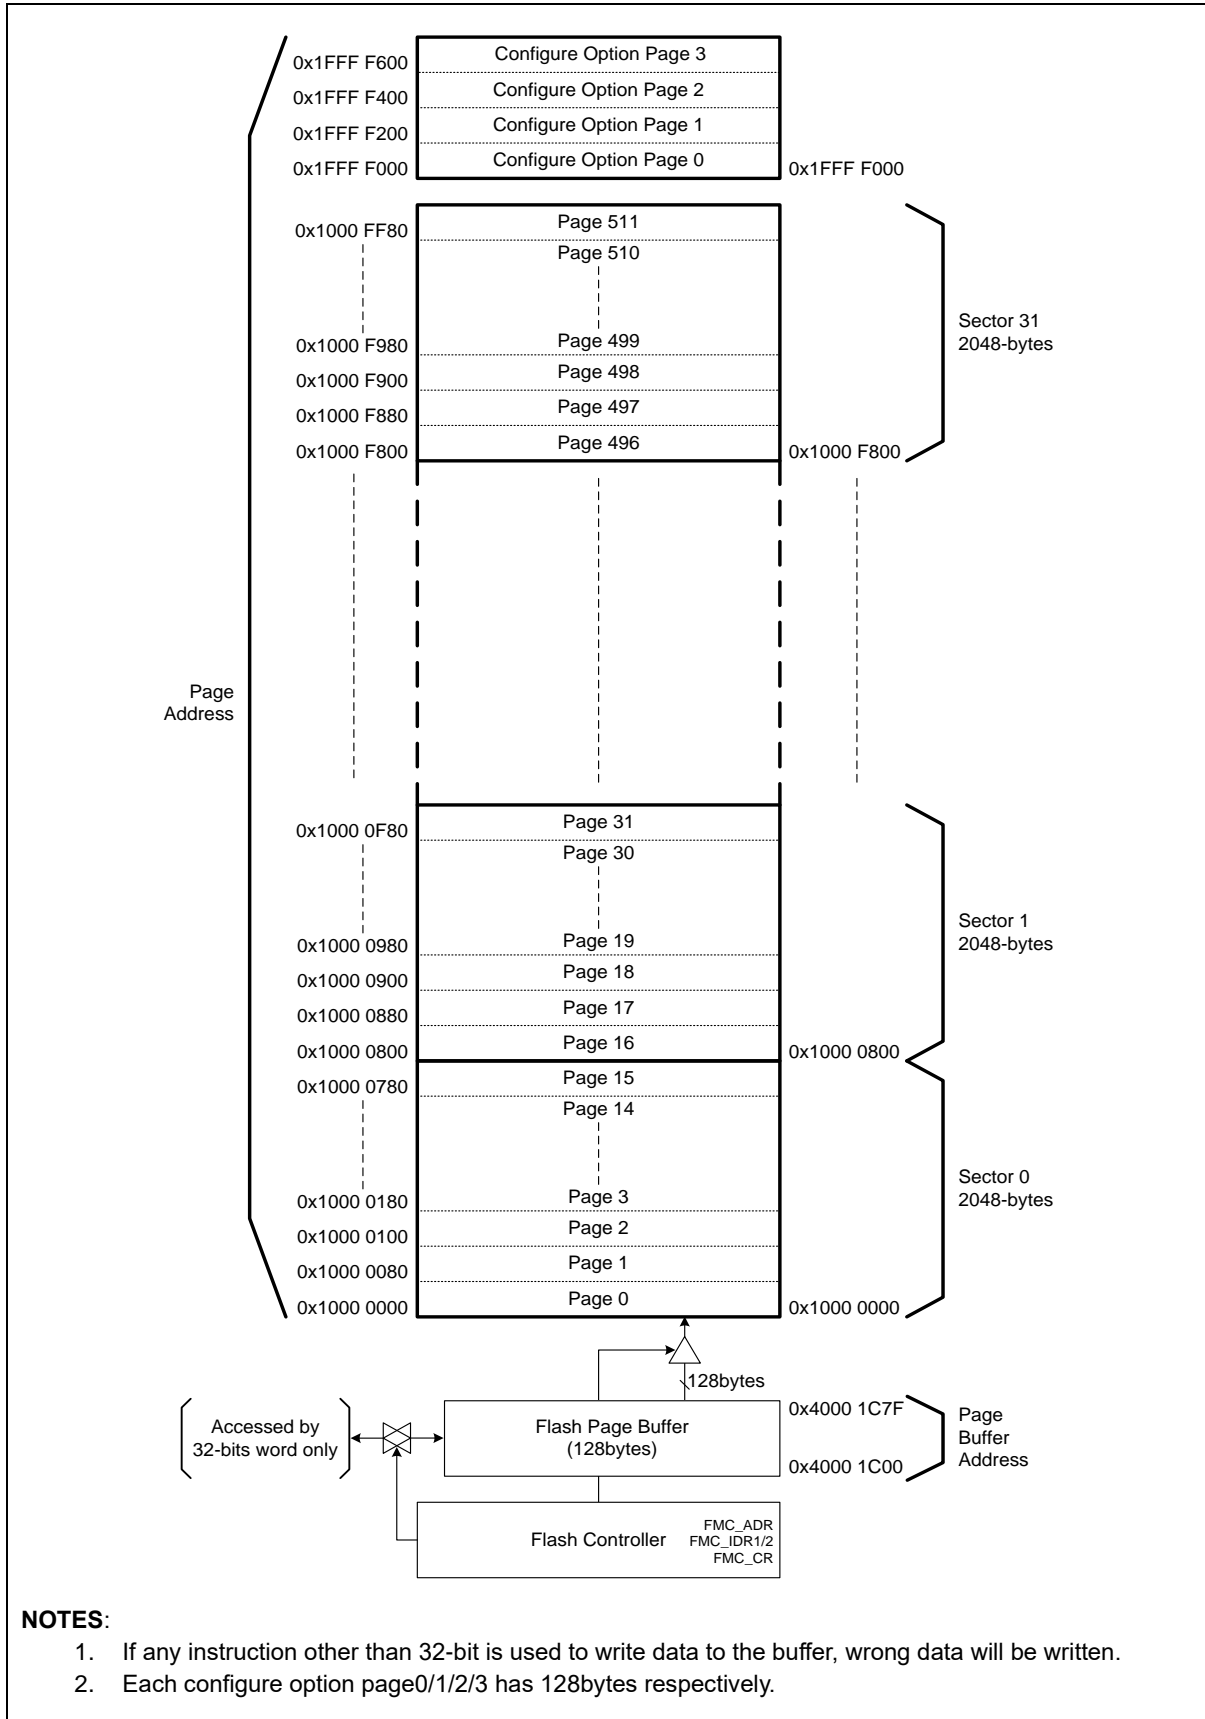 0x1FFF F600
Configure Option Page 3
0x1FFF F400
Configure Option Page 2
0x1FFF F200
Configure Option Page 1
0x1FFF F000
Configure Option Page 0
0x1FFF F000
0x1000 FF80
Page 511
Page 510
0x1000 F980
Page 499
0x1000 F900
Page 498
0x1000 F880
Page 497
0x1000 F800
Page 496
0x1000 F800
Sector 31
2048-bytes
Page
Address
0x1000 0F80
Page 31
Page 30
0x1000 0980
Page 19
0x1000 0900
Page 18
0x1000 0880
Page 17
0x1000 0800
Page 16
0x1000 0800
Sector 1
2048-bytes
0x1000 0780
Page 15
Page 14
0x1000 0180
Page 3
0x1000 0100
Page 2
0x1000 0080
Page 1
0x1000 0000
Page 0
0x1000 0000
Sector 0
2048-bytes
128bytes
Accessed by
32-bits word only
Flash Page Buffer
(128bytes)
0x4000 1C7F
0x4000 1C00
Page
Buffer
Address
Flash Controller
FMC_ADR
FMC_IDR1/2
FMC_CR
NOTES:
1. If any instruction other than 32-bit is used to write data to the buffer, wrong data will be written.
2. Each configure option page0/1/2/3 has 128bytes respectively.